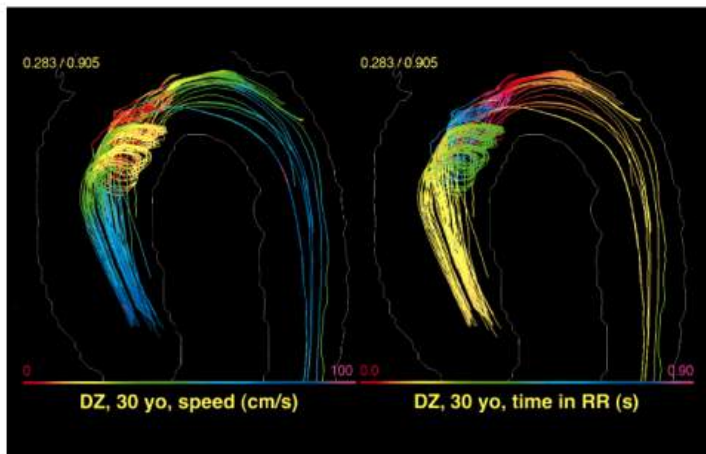 0.283 / 0.905
0.283 / 0.905
0
100
0.0
0.90
DZ, 30 yo, speed (cm/s)
DZ, 30 yo, time in RR (s)